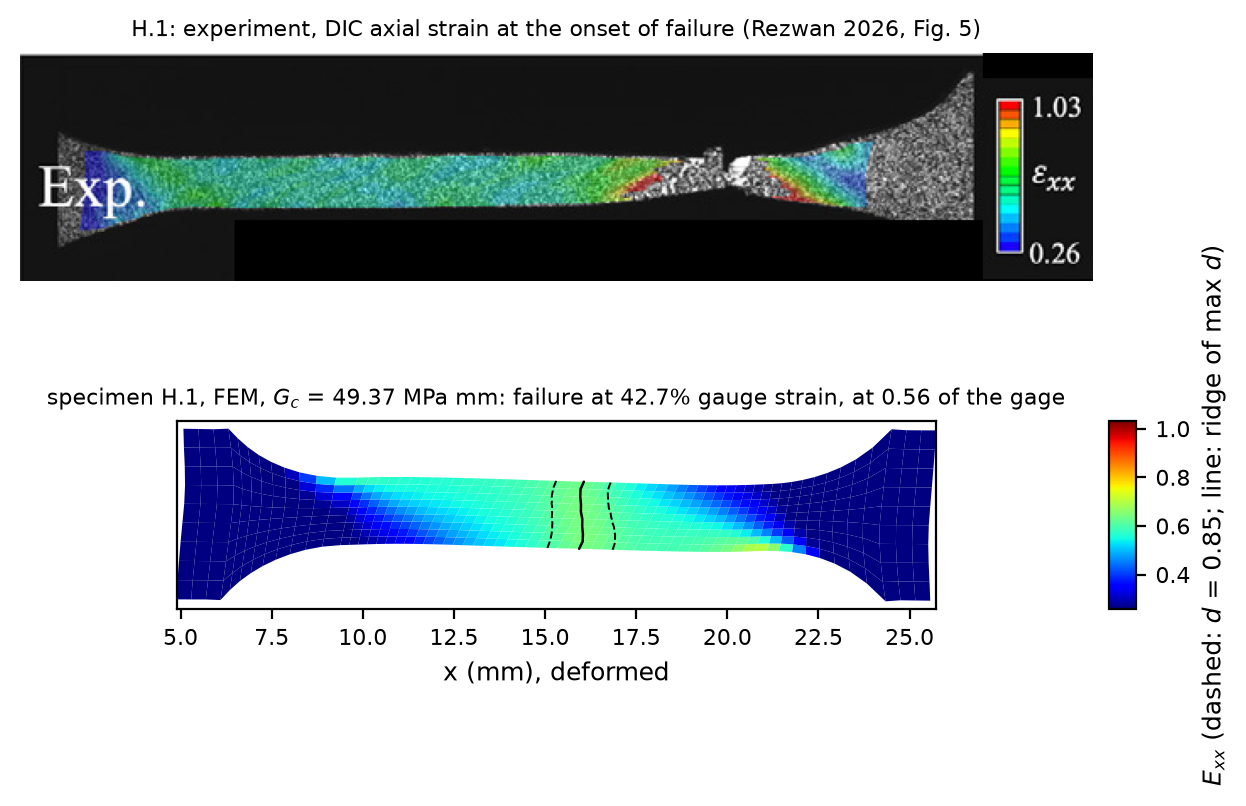 H.1: experiment, DIC axial strain at the onset of failure (Rezwan 2026, Fig. 5)
Exp.
1.03
εxx
0.26
specimen H.1, FEM, Gc = 49.37 MPa mm: failure at 42.7% gauge strain, at 0.56 of the gage
1.0
0.8
0.6
0.4
5.0 7.5 10.0 12.5 15.0 17.5 20.0 22.5 25.0
x (mm), deformed
Exx (dashed: d = 0.85; line: ridge of max d)